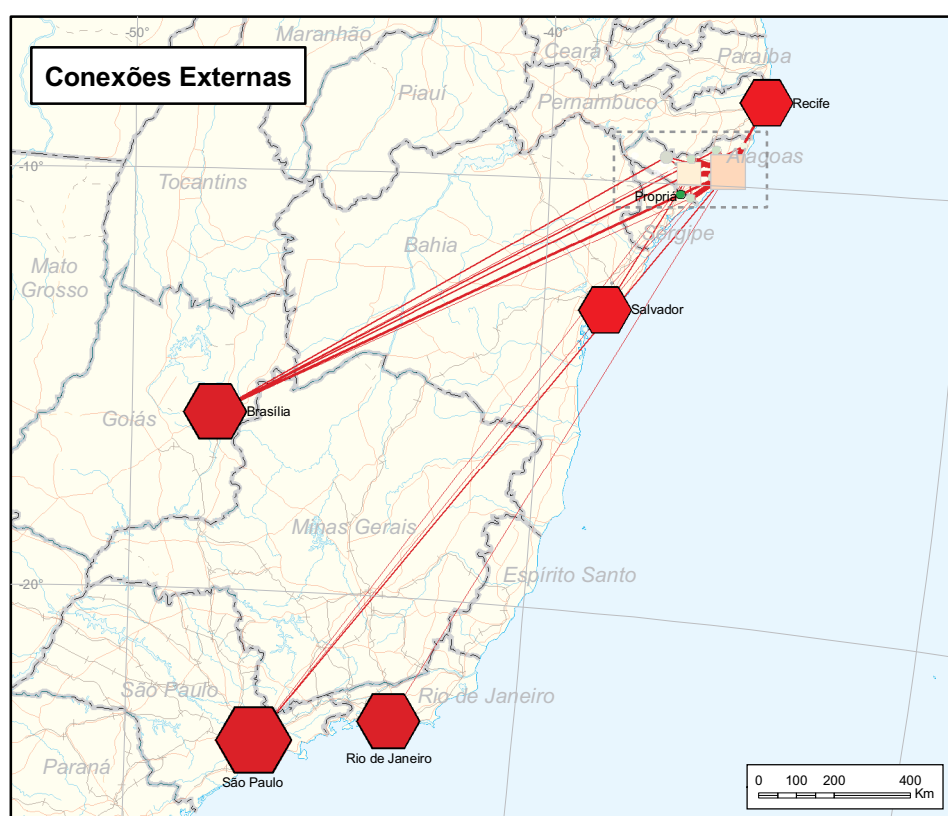 -50°
-40°
Maranhão
Ceará
Paraíba
Conexões Externas
Piauí
Pernambuco
Recife
-10°
Alagoas
Tocantins
Propriá
Sergipe
Bahia
Mato
Grosso
Salvador
Goiás
Brasília
Minas Gerais
-20°
Espírito Santo
São Paulo
Rio de Janeiro
Paraná
Rio de Janeiro
São Paulo
0 100 200 400
Km